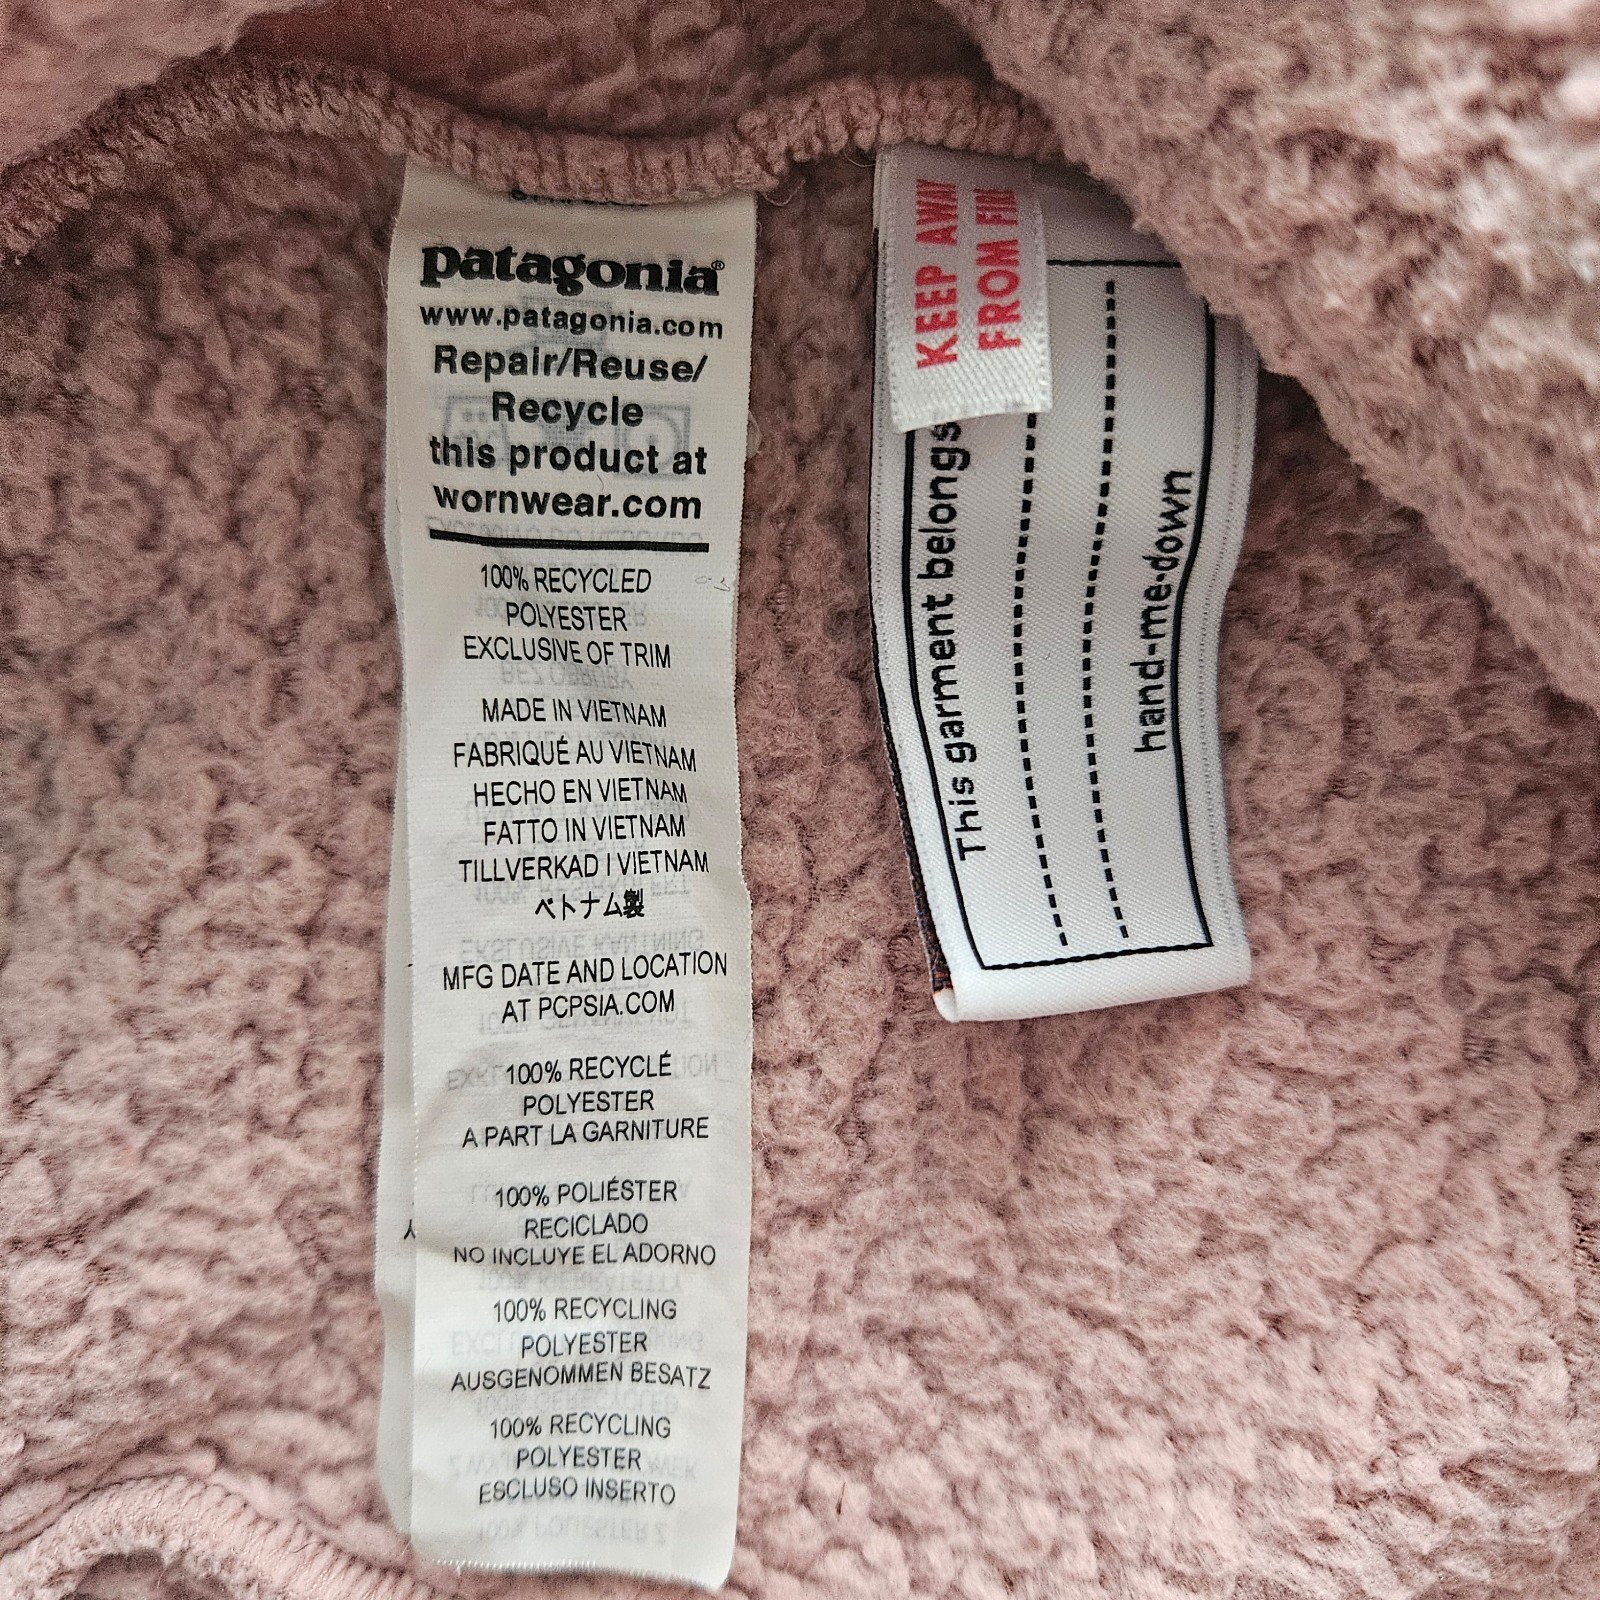 patagonia®
www.patagonia.com
Repair/Reuse/
Recycle
this product at
wornwear.com
100% RECYCLED
POLYESTER
EXCLUSIVE OF TRIM
MADE IN VIETNAM
FABRIQUÉ AU VIETNAM
HECHO EN VIETNAM
FATTO IN VIETNAM
TILLVERKAD I VIETNAM
ベトナム製
MFG DATE AND LOCATION
AT PCPSIA.COM
100% RECYCLÉ
POLYESTER
A PART LA GARNITURE
100% POLIÉSTER
RECICLADO
NO INCLUYE EL ADORNO
100% RECYCLING
POLYESTER
AUSGENOMMEN BESATZ
100% RECYCLING
POLYESTER
ESCLUSO INSERTO
KEEP AWAY
FROM
This garment belongs
hand-me-down